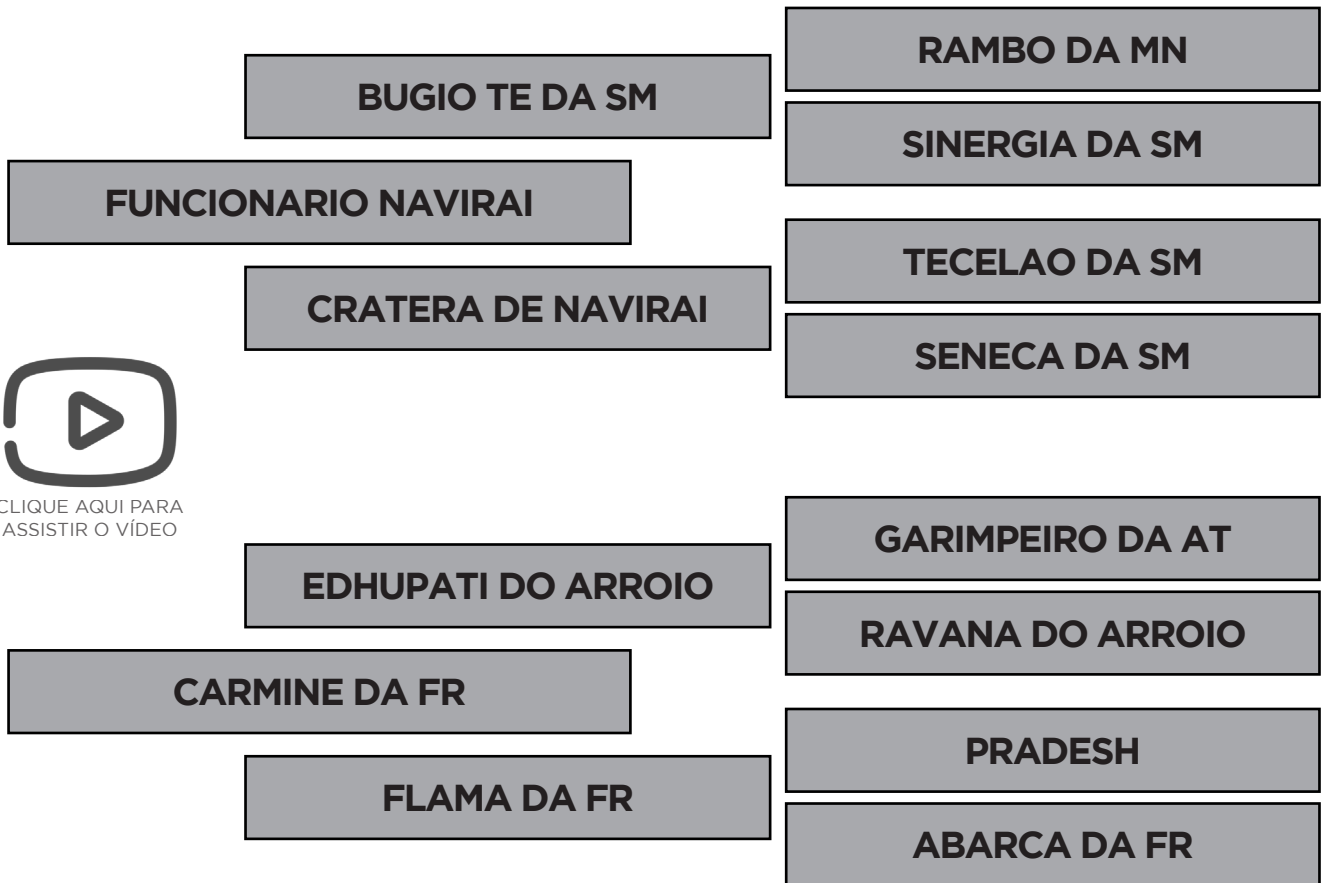 RAMBO DA MN
BUGIO TE DA SM
SINERGIA DA SM
FUNCIONARIO NAVIRAI
TECELAO DA SM
CRATERA DE NAVIRAI
SENECA DA SM
CLIQUE AQUI PARA
ASSISTIR O VÍDEO
GARIMPEIRO DA AT
EDHUPATI DO ARROIO
RAVANA DO ARROIO
CARMINE DA FR
PRADESH
FLAMA DA FR
ABARCA DA FR